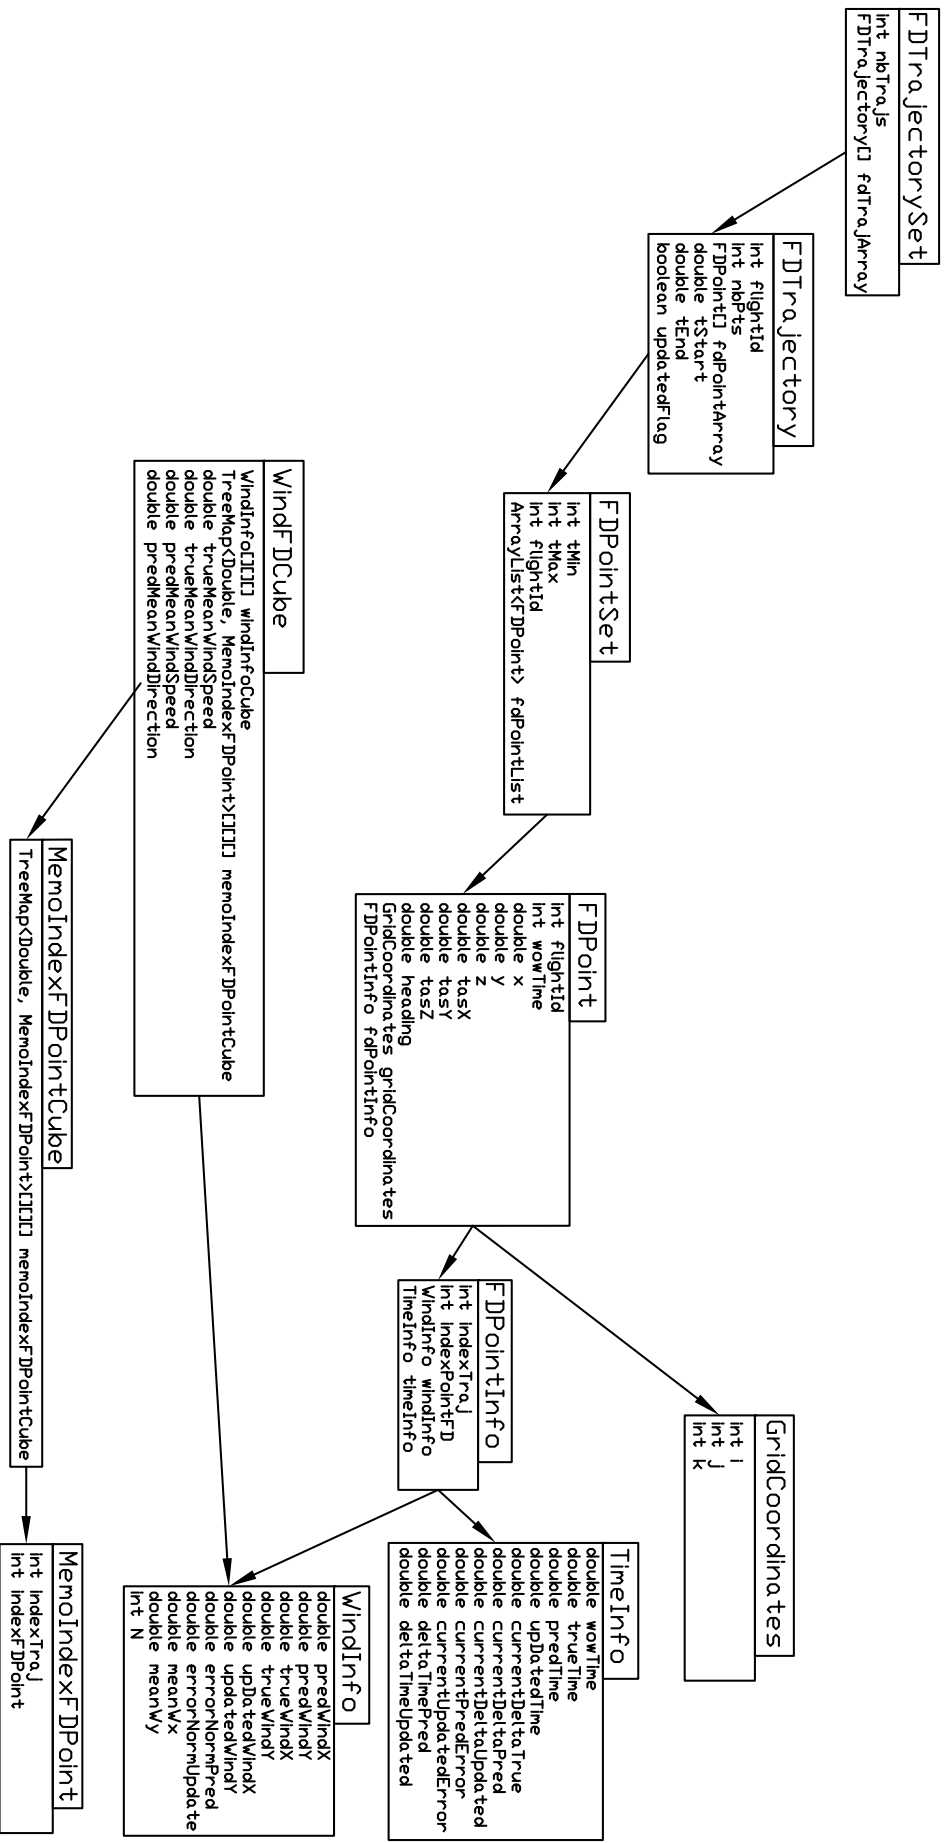 FDTrajectorySet
int nbTrajs
FDTrajectory[] fdTrajArray
FDTrajectory
int flightId
int nbPts
FDPoint[] fdPointArray
double tStart
double tEnd
boolean updatedFlag
FDPointSet
int tMin
int tMax
int flightId
ArrayList<FDPoint> fdPointList
FDPoint
int flightId
int wowTime
double x
double y
double z
double tasX
double tasY
double tasZ
double heading
GridCoordinates gridCoordinates
FDPointInfo fdPointInfo
GridCoordinates
int i
int j
int k
FDPointInfo
int indexTraj
int indexPointFD
WindInfo windInfo
TimeInfo timeInfo
TimeInfo
double wowTime
double trueTime
double predTime
double upDatedTime
double currentDeltaTrue
double currentDeltaPred
double currentDeltaUpdated
double currentPredError
double currentUpdatedError
double deltaTimePred
double deltaTimeUpdated
WindInfo
double predWindX
double predWindY
double trueWindX
double trueWindY
double upDatedWindX
double updatedWindY
double errorNormPred
double errorNormUpdate
double meanWx
double meanWy
int N
WindFDCube
WindInfo[][][] windInfoCube
TreeMap<Double, MemoIndexFDPoint>[][][] memoIndexFDPointCube
double trueMeanWindSpeed
double trueMeanWindDirection
double predMeanWindSpeed
double predMeanWindDirection
MemoIndexFDPointCube
TreeMap<Double, MemoIndexFDPoint>[][][] memoIndexFDPointCube
MemoIndexFDPoint
int indexTraj
int indexFDPoint